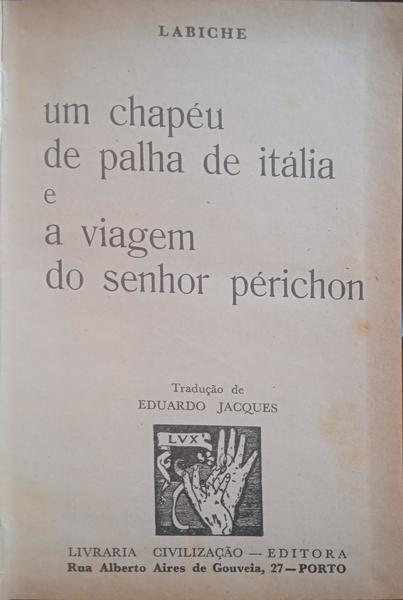 LABICHE
um chapéu
de palha de itália
e
a viagem
do senhor périchon
Tradução de
EDUARDO JACQUES
LVX
LIVRARIA CIVILIZAÇÃO — EDITORA
Rua Alberto Aires de Gouveia, 27 — PORTO